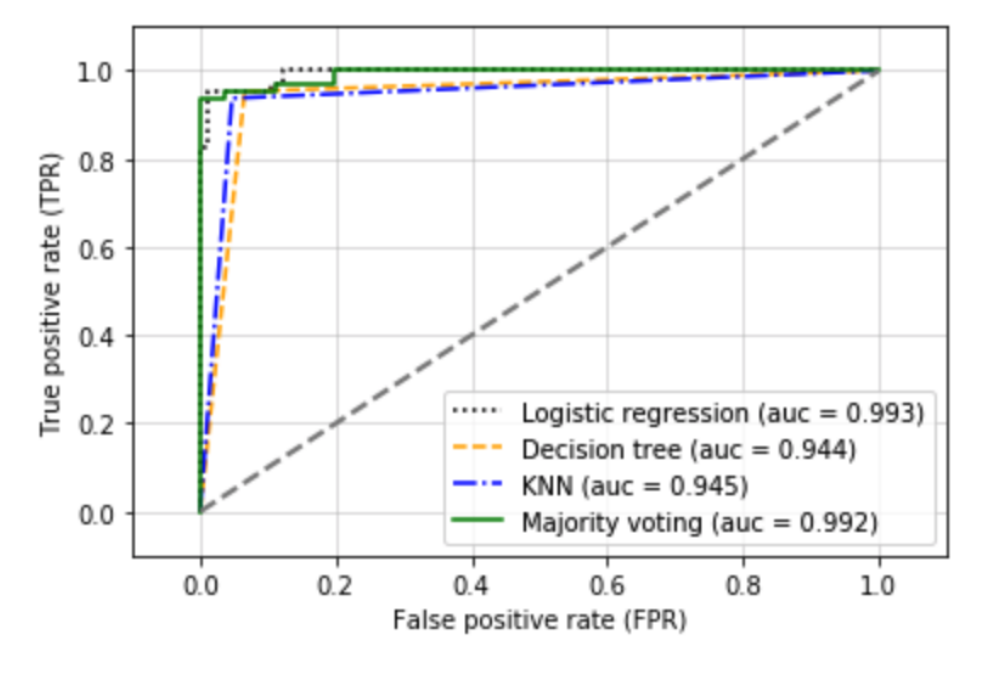 1.0
0.8
0.6
0.4
0.2
0.0
True positive rate (TPR)
Logistic regression (auc = 0.993)
Decision tree (auc = 0.944)
KNN (auc = 0.945)
Majority voting (auc = 0.992)
0.0 0.2 0.4 0.6 0.8 1.0
False positive rate (FPR)